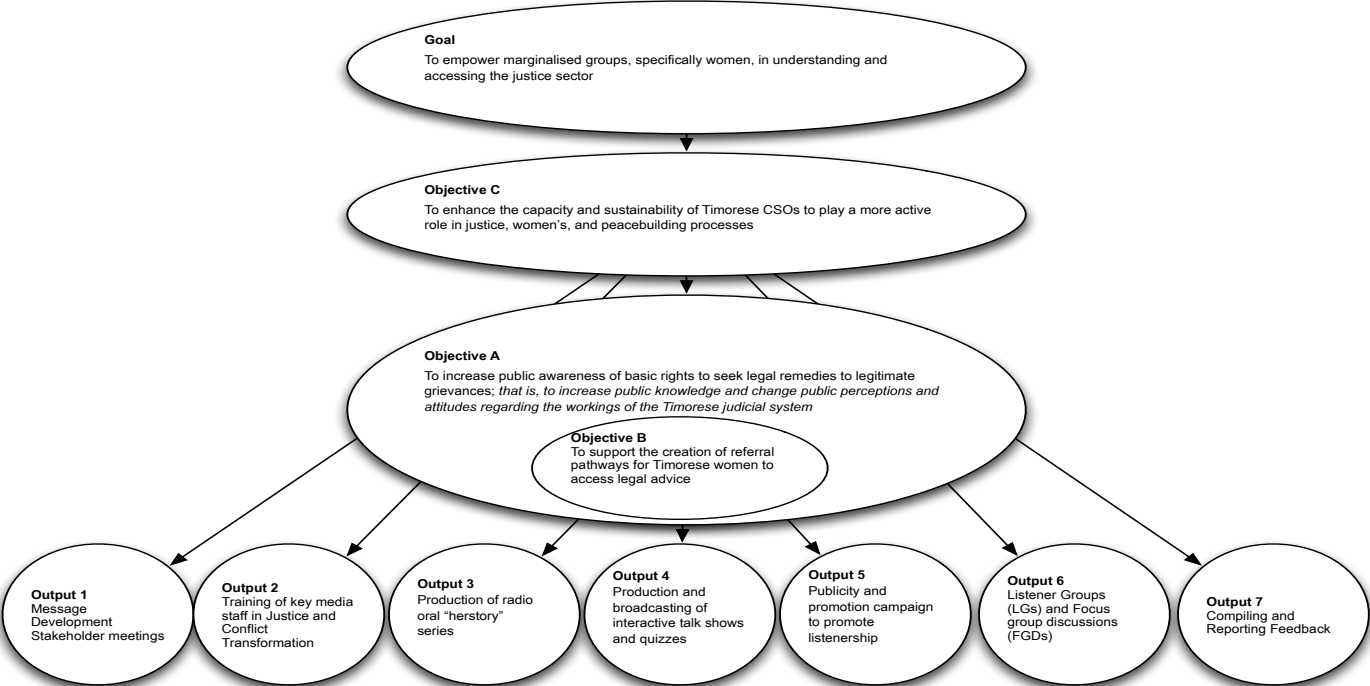 Goal
To empower marginalised groups, specifically women, in understanding and
accessing the justice sector
Objective C
To enhance the capacity and sustainability of Timorese CSOs to play a more active
role in justice, women's, and peacebuilding processes
Objective A
To increase public awareness of basic rights to seek legal remedies to legitimate
grievances; that is, to increase public knowledge and change public perceptions and
attitudes regarding the workings of the Timorese judicial system
Objective B
To support the creation of referral
pathways for Timorese women to
access legal advice
Output 1
Message
Development
Stakeholder meetings
Output 2
Training of key media
staff in Justice and
Conflict
Transformation
Output 3
Production of radio
oral “herstory”
series
Output 4
Production and
broadcasting of
interactive talk shows
and quizzes
Output 5
Publicity and
promotion campaign
to promote
listenership
Output 6
Listener Groups
(LGs) and Focus
group discussions
(FGDs)
Output 7
Compiling and
Reporting Feedback